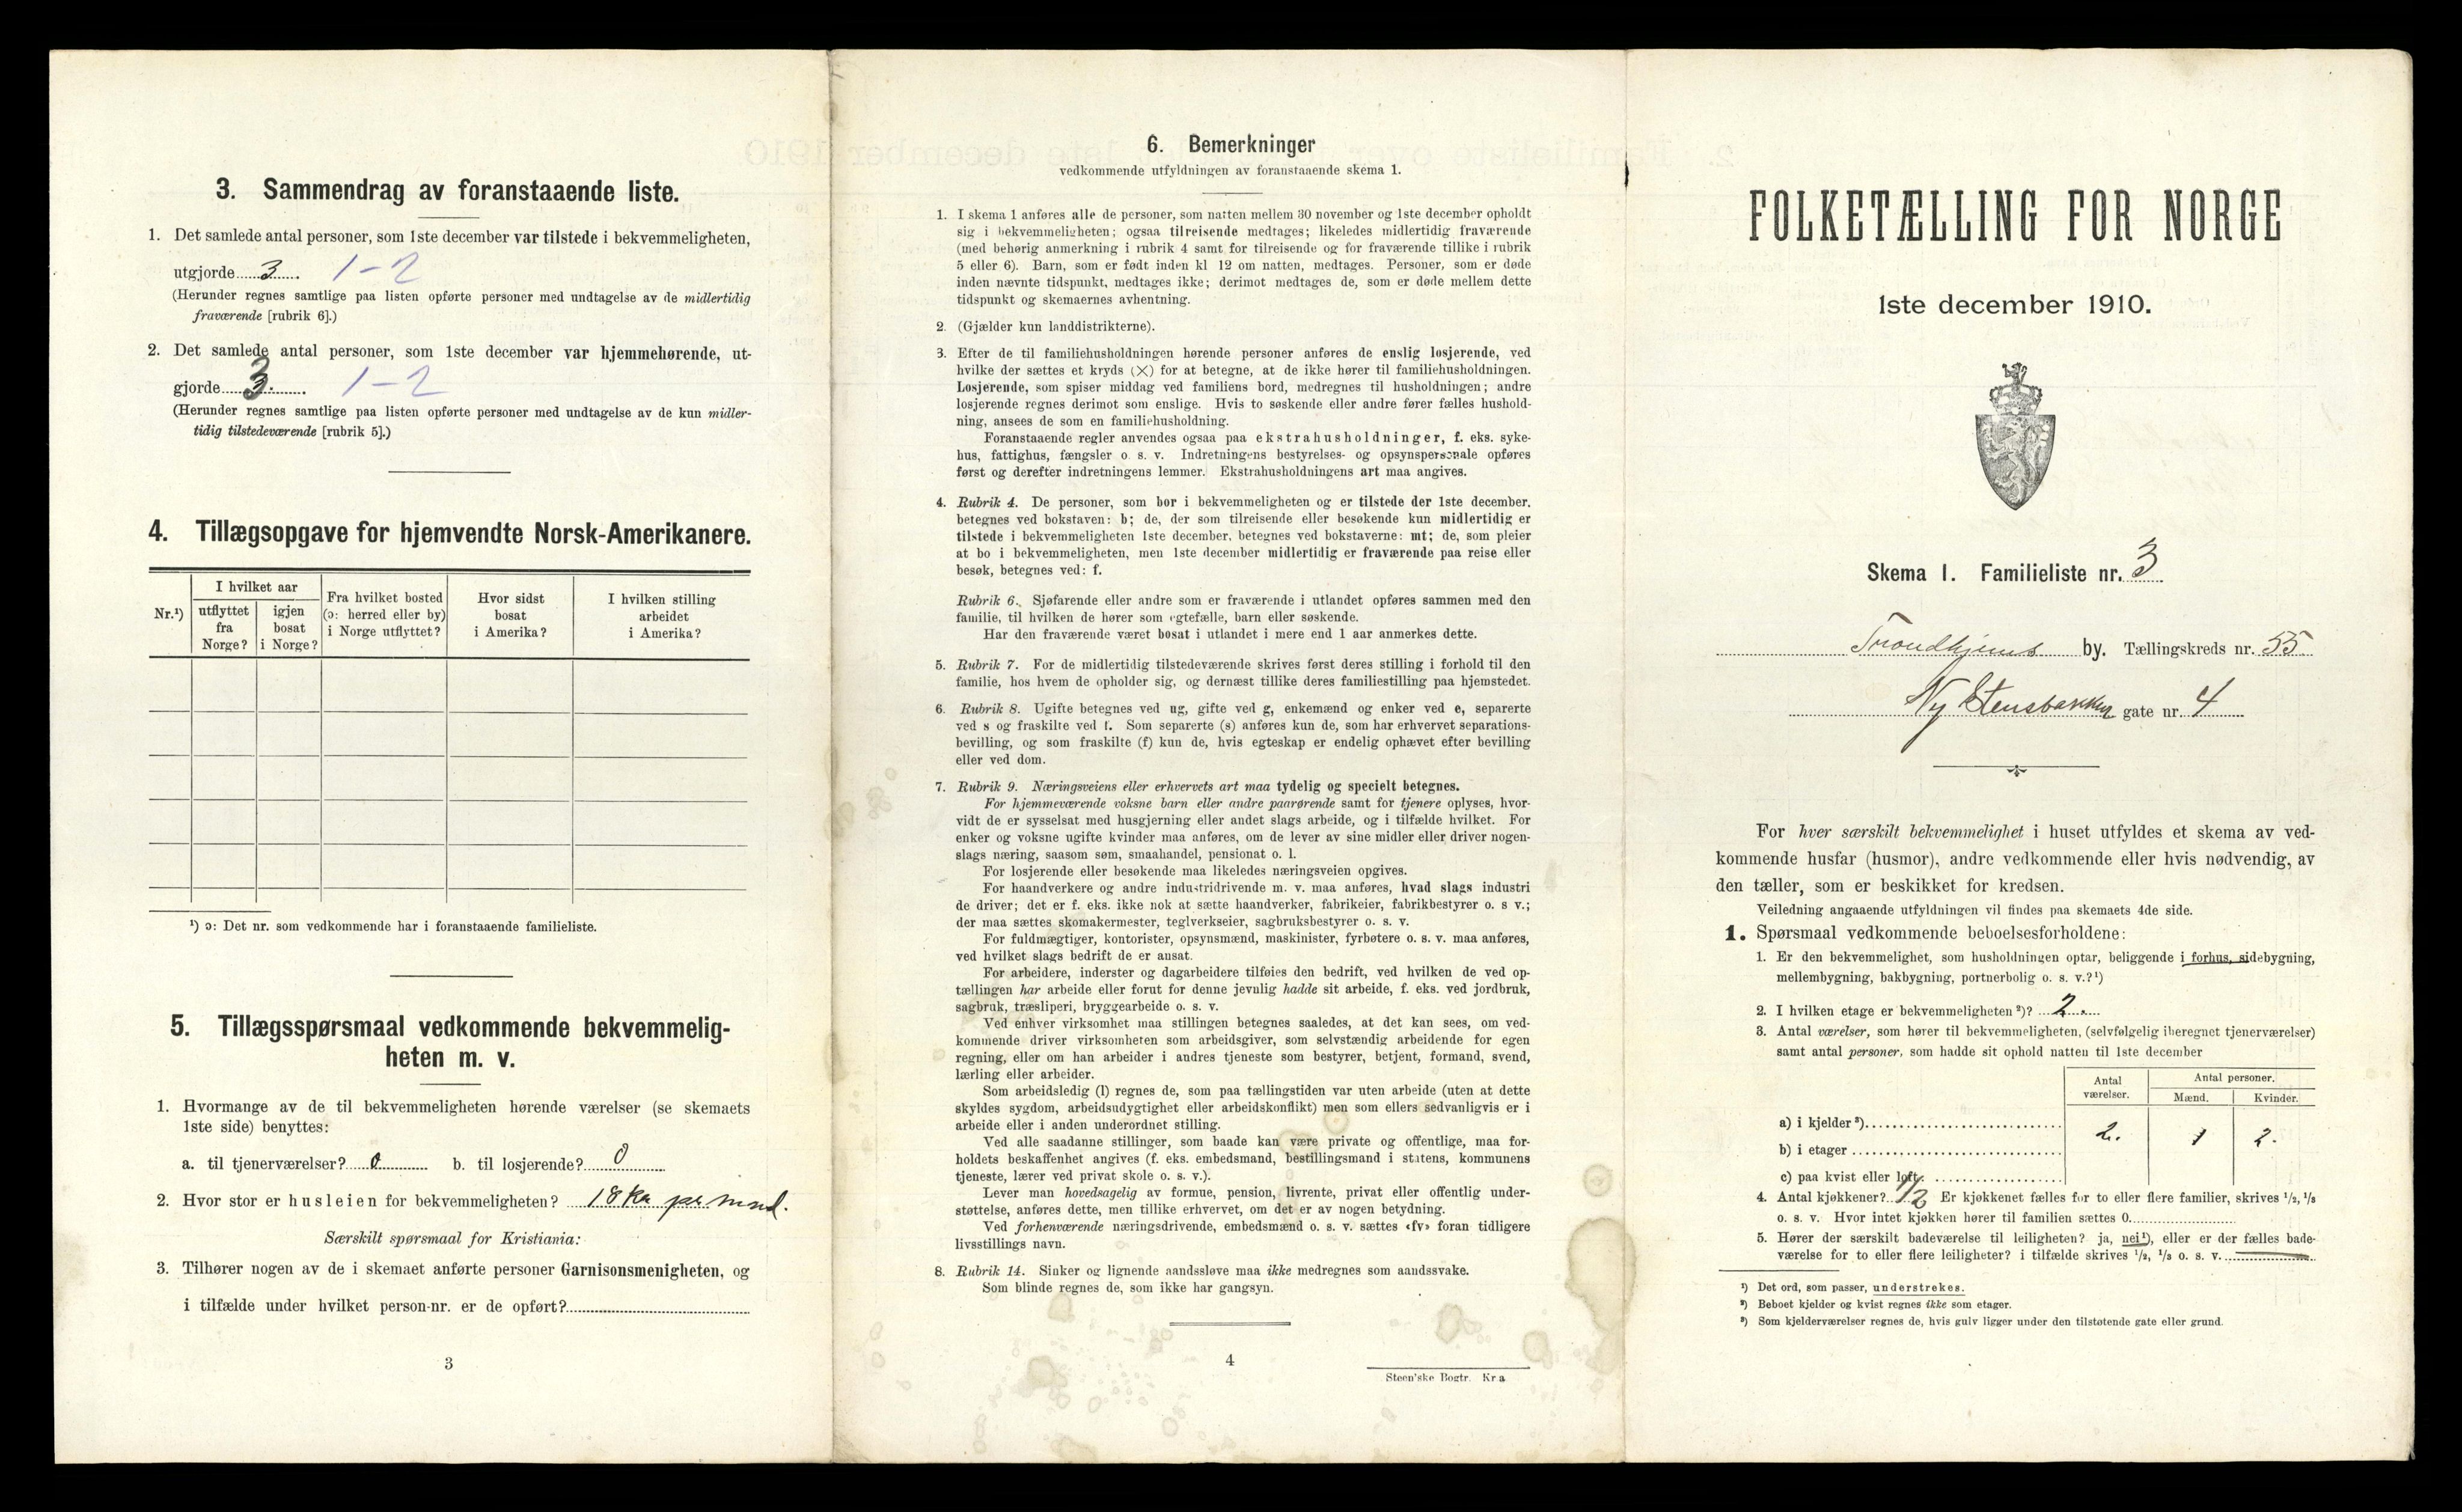 3. Sammendrag av foranstaaende liste.
1. Det samlede antal personer, som 1ste december var tilstede i bekvemmeligheten,
utgjorde 3. 1-2
(Herunder regnes samtlige paa listen opførte personer med undtagelse av de midlertidig
fraværende [rubrik 6].)
2. Det samlede antal personer, som 1ste december var hjemmehørende, ut-
gjorde 3. 1-2
(Herunder regnes samtlige paa listen opførte personer med undtagelse av de kun midler-
tidig tilstedeværende [rubrik 5].)
4. Tillægsopgave for hjemvendte Norsk-Amerikanere.
Nr.¹)
I hvilket aar
utflyttet fra Norge?
igjen bosat i Norge?
Fra hvilket bosted (ɔ: herred eller by) i Norge utflyttet?
Hvor sidst bosat i Amerika?
I hvilken stilling arbeidet i Amerika?
¹) ɔ: Det nr. som vedkommende har i foranstaaende familieliste.
5. Tillægsspørsmaal vedkommende bekvemmelig-
heten m. v.
1. Hvormange av de til bekvemmeligheten hørende værelser (se skemaets
1ste side) benyttes:
a. til tjenerværelser? 0 b. til losjerende? 0
2. Hvor stor er husleien for bekvemmeligheten? 18 Kr pr mnd.
Særskilt spørsmaal for Kristiania:
3. Tilhører nogen av de i skemaet anførte personer Garnisonsmenigheten, og
i tilfælde under hvilket person-nr. er de opført?
3
6. Bemerkninger
vedkommende utfyldningen av foranstaaende skema 1.
1. I skema 1 anføres alle de personer, som natten mellem 30 november og 1ste december opholdt
sig i bekvemmeligheten; ogsaa tilreisende medtages; likeledes midlertidig fraværende
(med behørig anmerkning i rubrik 4 samt for tilreisende og for fraværende tillike i rubrik
5 eller 6). Barn, som er født inden kl 12 om natten, medtages. Personer, som er døde
inden nævnte tidspunkt, medtages ikke; derimot medtages de, som er døde mellem dette
tidspunkt og skemaernes avhentning.
2. (Gjælder kun landdistrikterne).
3. Efter de til familiehusholdningen hørende personer anføres de enslig losjerende, ved
hvilke der sættes et kryds (×) for at betegne, at de ikke hører til familiehusholdningen.
Losjerende, som spiser middag ved familiens bord, medregnes til husholdningen; andre
losjerende regnes derimot som enslige. Hvis to søskende eller andre fører fælles hushold-
ning, ansees de som en familiehusholdning.
Foranstaaende regler anvendes ogsaa paa ekstrahusholdninger, f. eks. syke-
hus, fattighus, fængsler o. s. v. Indretningens bestyrelses- og opsynspersonale opføres
først og derefter indretningens lemmer. Ekstrahusholdningens art maa angives.
4. Rubrik 4. De personer, som bor i bekvemmeligheten og er tilstede der 1ste december,
betegnes ved bokstaven: b; de, der som tilreisende eller besøkende kun midlertidig er
tilstede i bekvemmeligheten 1ste december, betegnes ved bokstaverne: mt; de, som pleier
at bo i bekvemmeligheten, men 1ste december midlertidig er fraværende paa reise eller
besøk, betegnes ved: f.
Rubrik 6. Sjøfarende eller andre som er fraværende i utlandet opføres sammen med den
familie, til hvilken de hører som egtefælle, barn eller søskende.
Har den fraværende været bosat i utlandet i mere end 1 aar anmerkes dette.
5. Rubrik 7. For de midlertidig tilstedeværende skrives først deres stilling i forhold til den
familie, hos hvem de opholder sig, og dernæst tillike deres familiestilling paa hjemstedet.
6. Rubrik 8. Ugifte betegnes ved ug, gifte ved g, enkemænd og enker ved e, separerte
ved s og fraskilte ved f. Som separerte (s) anføres kun de, som har erhvervet separations-
bevilling, og som fraskilte (f) kun de, hvis egteskap er endelig ophævet efter bevilling
eller ved dom.
7. Rubrik 9. Næringsveiens eller erhvervets art maa tydelig og specielt betegnes.
For hjemmeværende voksne barn eller andre paarørende samt for tjenere oplyses, hvor-
vidt de er sysselsat med husgjerning eller andet slags arbeide, og i tilfælde hvilket. For
enker og voksne ugifte kvinder maa anføres, om de lever av sine midler eller driver nogen-
slags næring, saasom søm, smaahandel, pensionat o. l.
For losjerende eller besøkende maa likeledes næringsveien opgives.
For haandverkere og andre industridrivende m. v. maa anføres, hvad slags industri
de driver; det er f. eks. ikke nok at sætte haandverker, fabrikeier, fabrikbestyrer o. s v.;
der maa sættes skomakermester, teglverkseier, sagbruksbestyrer o. s. v.
For fuldmægtiger, kontorister, opsynsmænd, maskinister, fyrbøtere o. s. v. maa anføres,
ved hvilket slags bedrift de er ansat.
For arbeidere, inderster og dagarbeidere tilføies den bedrift, ved hvilken de ved op-
tællingen har arbeide eller forut for denne jevnlig hadde sit arbeide, f. eks. ved jordbruk,
sagbruk, træsliperi, bryggearbeide o. s. v.
Ved enhver virksomhet maa stillingen betegnes saaledes, at det kan sees, om ved-
kommende driver virksomheten som arbeidsgiver, som selvstændig arbeidende for egen
regning, eller om han arbeider i andres tjeneste som bestyrer, betjent, formand, svend,
lærling eller arbeider.
Som arbeidsledig (l) regnes de, som paa tællingstiden var uten arbeide (uten at dette
skyldes sygdom, arbeidsudygtighet eller arbeidskonflikt) men som ellers sedvanligvis er i
arbeide eller i anden underordnet stilling.
Ved alle saadanne stillinger, som baade kan være private og offentlige, maa for-
holdets beskaffenhet angives (f. eks. embedsmand, bestillingsmand i statens, kommunens
tjeneste, lærer ved privat skole o. s. v.).
Lever man hovedsagelig av formue, pension, livrente, privat eller offentlig under-
støttelse, anføres dette, men tillike erhvervet, om det er av nogen betydning.
Ved forhenværende næringsdrivende, embedsmænd o. s. v. sættes «fv» foran tidligere
livsstillings navn.
8. Rubrik 14. Sinker og lignende aandssløve maa ikke medregnes som aandssvake.
Som blinde regnes de, som ikke har gangsyn.
4
Steen'ske Bogtr. Kra
FOLKETÆLLING FOR NORGE
1ste december 1910.
Skema 1. Familieliste nr. 3
Trondhjems by. Tællingskreds nr. 55
Ny Stensbakken gate nr. 4
For hver særskilt bekvemmelighet i huset utfyldes et skema av ved-
kommende husfar (husmor), andre vedkommende eller hvis nødvendig, av
den tæller, som er beskikket for kredsen.
Veiledning angaaende utfyldningen vil findes paa skemaets 4de side.
1. Spørsmaal vedkommende beboelsesforholdene:
1. Er den bekvemmelighet, som husholdningen optar, beliggende i forhus, sidebygning,
mellembygning, bakbygning, portnerbolig o. s. v.?¹)
2. I hvilken etage er bekvemmeligheten²)? 2.
3. Antal værelser, som hører til bekvemmeligheten, (selvfølgelig iberegnet tjenerværelser)
samt antal personer, som hadde sit ophold natten til 1ste december
Antal værelser.
Antal personer.
Mænd. Kvinder.
a) i kjelder³)
b) i etager 2. 1 2.
c) paa kvist eller loft
4. Antal kjøkkener? 1/2 Er kjøkkenet fælles for to eller flere familier, skrives ¹/₂, ¹/₃
o. s. v. Hvor intet kjøkken hører til familien sættes 0.
5. Hører der særskilt badeværelse til leiligheten? ja, nei¹), eller er der fælles bade-
værelse for to eller flere leiligheter? i tilfælde skrives ¹/₂, ¹/₃ o. s. v.
¹) Det ord, som passer, understrekes.
²) Beboet kjelder og kvist regnes ikke som etager.
³) Som kjelderværelser regnes de, hvis gulv ligger under den tilstøtende gate eller grund.